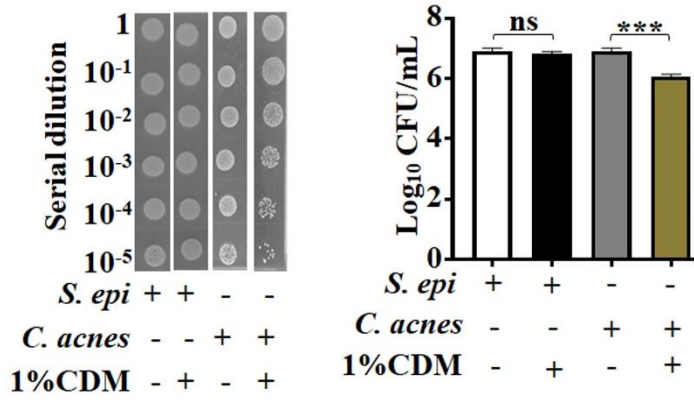 Serial dilution
1
10⁻¹
10⁻²
10⁻³
10⁻⁴
10⁻⁵
S. epi + + - -
C. acnes - - + +
1%CDM - + - +
Log₁₀ CFU/mL
8
6
4
2
0
ns
***
S. epi + + - -
C. acnes - - + +
1%CDM - + - +